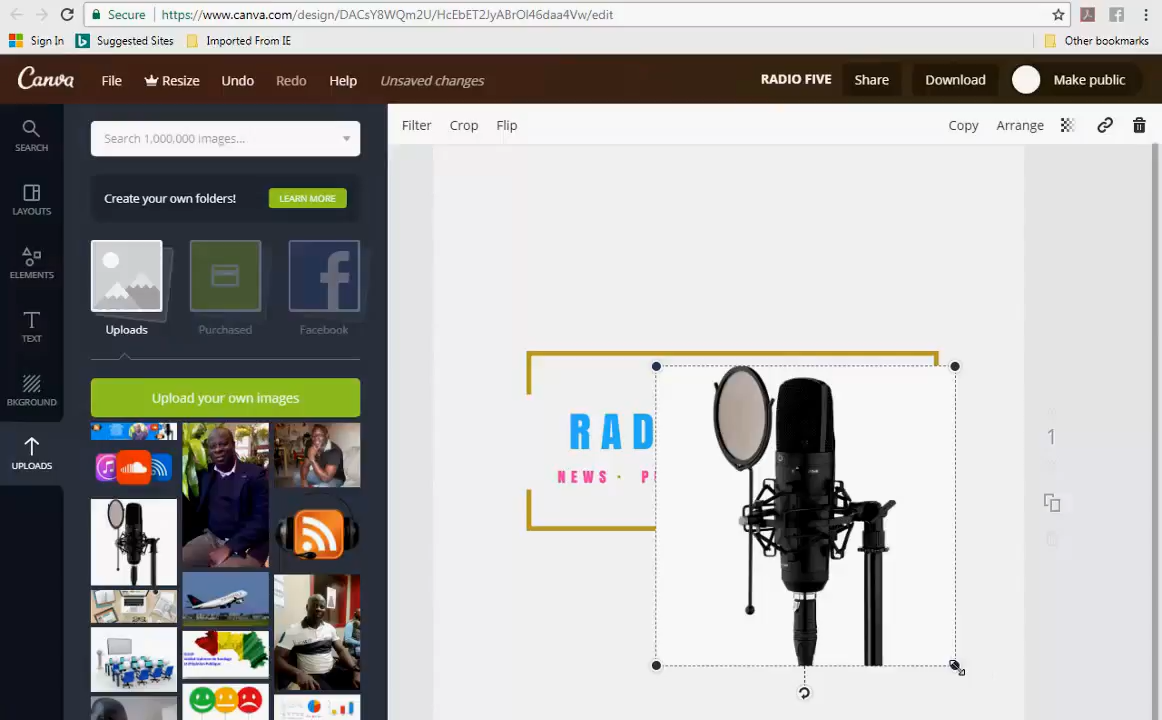 Secure https://www.canva.com/design/DACsY8WQm2U/HcEbET2JyABrOl46daa4Vw/edit
Sign In Suggested Sites Imported From IE Other bookmarks
Canva File Resize Undo Redo Help Unsaved changes RADIO FIVE Share Download Make public
Search 1,000,000 images...
Filter Crop Flip Copy Arrange
SEARCH
Create your own folders! LEARN MORE
LAYOUTS
ELEMENTS
TEXT
BKGROUND
UPLOADS
Uploads Purchased Facebook
Upload your own images
RAD
NEWS · P
1